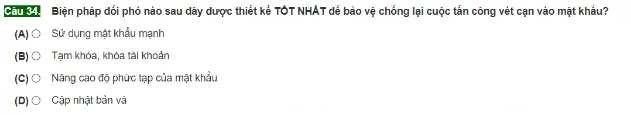 Câu 34. Biện pháp đối phó nào sau đây được thiết kế TỐT NHẤT để bảo vệ chống lại cuộc tấn công vét cạn vào mật khẩu?
(A) Sử dụng mật khẩu mạnh
(B) Tạm khóa, khóa tài khoản
(C) Nâng cao độ phức tạp của mật khẩu
(D) Cập nhật bản vá